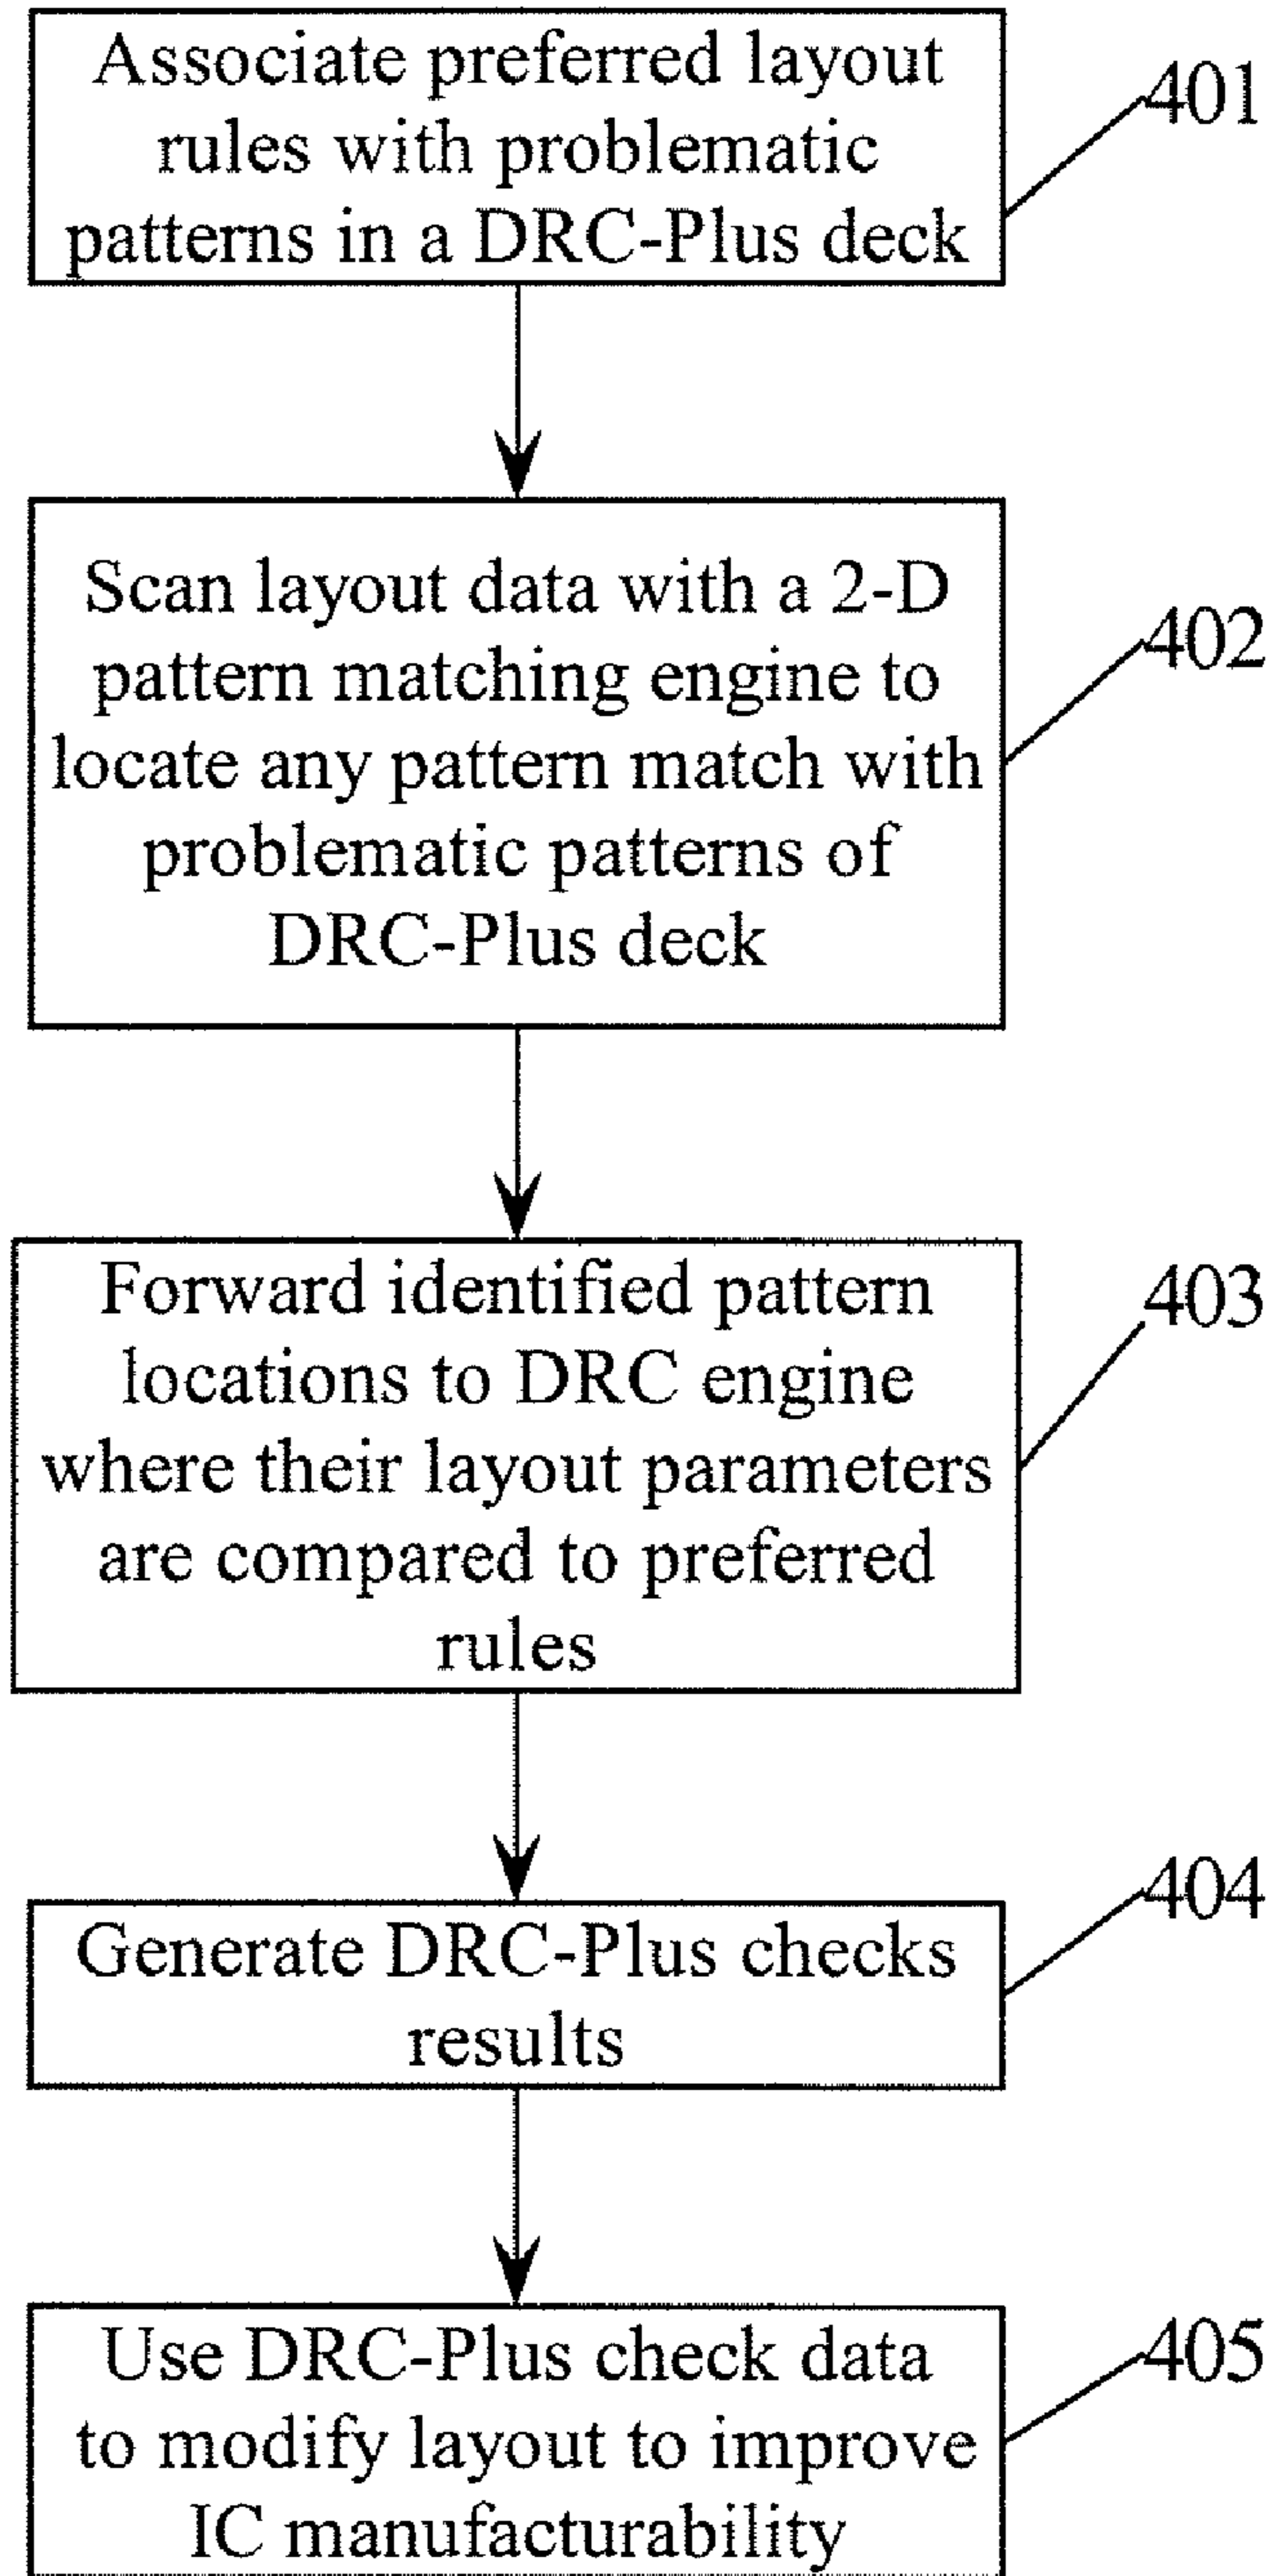 Associate preferred layout
rules with problematic
patterns in a DRC-Plus deck
401
Scan layout data with a 2-D
pattern matching engine to
locate any pattern match with
problematic patterns of
DRC-Plus deck
402
Forward identified pattern
locations to DRC engine
where their layout parameters
are compared to preferred
rules
403
Generate DRC-Plus checks
results
404
Use DRC-Plus check data
to modify layout to improve
IC manufacturability
405